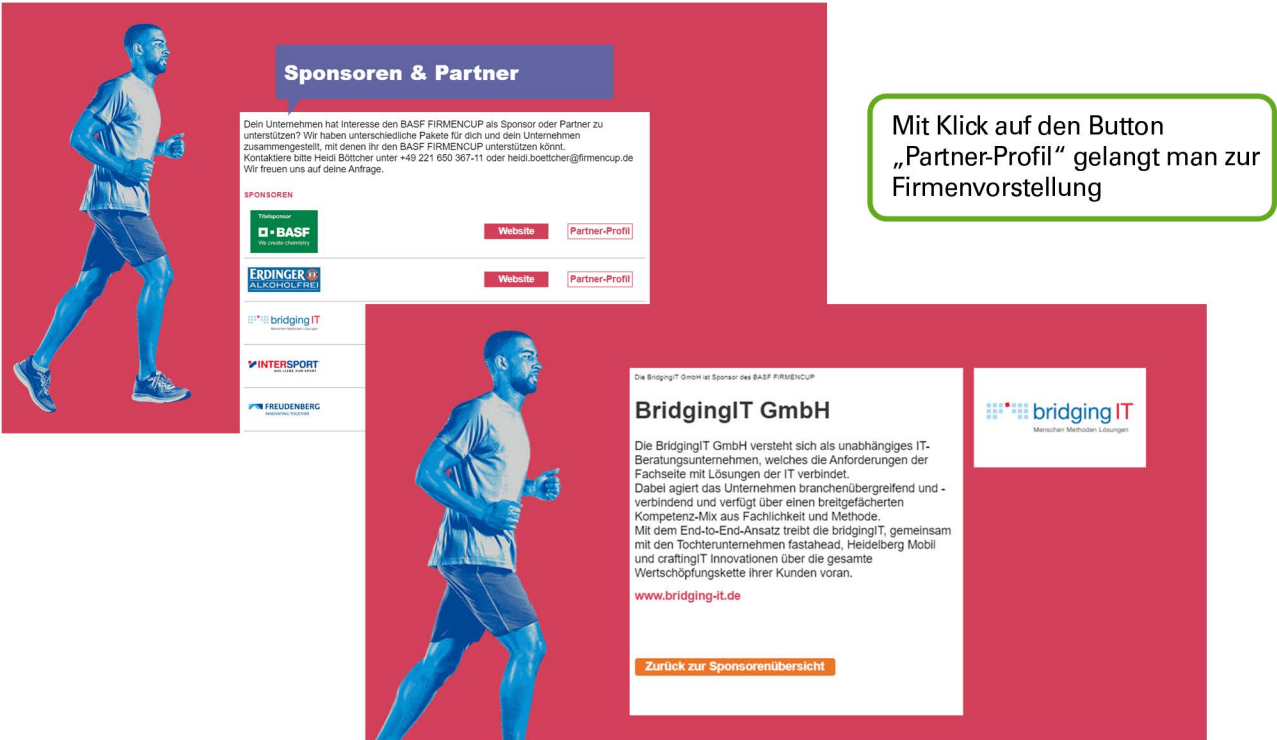 Sponsoren & Partner
Dein Unternehmen hat Interesse den BASF FIRMENCUP als Sponsor oder Partner zu
unterstützen? Wir haben unterschiedliche Pakete für dich und dein Unternehmen
zusammengestellt, mit denen ihr den BASF FIRMENCUP unterstützen könnt.
Kontaktiere bitte Heidi Böttcher unter +49 221 650 367-11 oder heidi.boettcher@firmencup.de
Wir freuen uns auf deine Anfrage.
SPONSOREN
Titelsponsor
BASF
We create chemistry
Website
Partner-Profil
ERDINGER
ALKOHOLFREI
Website
Partner-Profil
bridging IT
Menschen Methoden Lösungen
INTERSPORT
AUS LIEBE ZUM SPORT
FREUDENBERG
INNOVATING TOGETHER
Mit Klick auf den Button
„Partner-Profil“ gelangt man zur
Firmenvorstellung
Die BridgingIT GmbH ist Sponsor des BASF FIRMENCUP
BridgingIT GmbH
Die BridgingIT GmbH versteht sich als unabhängiges IT-
Beratungsunternehmen, welches die Anforderungen der
Fachseite mit Lösungen der IT verbindet.
Dabei agiert das Unternehmen branchenübergreifend und -
verbindend und verfügt über einen breitgefächerten
Kompetenz-Mix aus Fachlichkeit und Methode.
Mit dem End-to-End-Ansatz treibt die bridgingIT, gemeinsam
mit den Tochterunternehmen fastahead, Heidelberg Mobil
und craftingIT Innovationen über die gesamte
Wertschöpfungskette ihrer Kunden voran.
www.bridging-it.de
Zurück zur Sponsorenübersicht
bridging IT
Menschen Methoden Lösungen